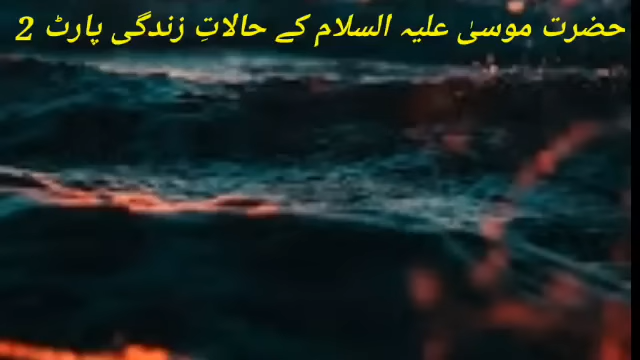 حضرت موسیٰ علیہ السلام کے حالاتِ زندگی پارٹ 2